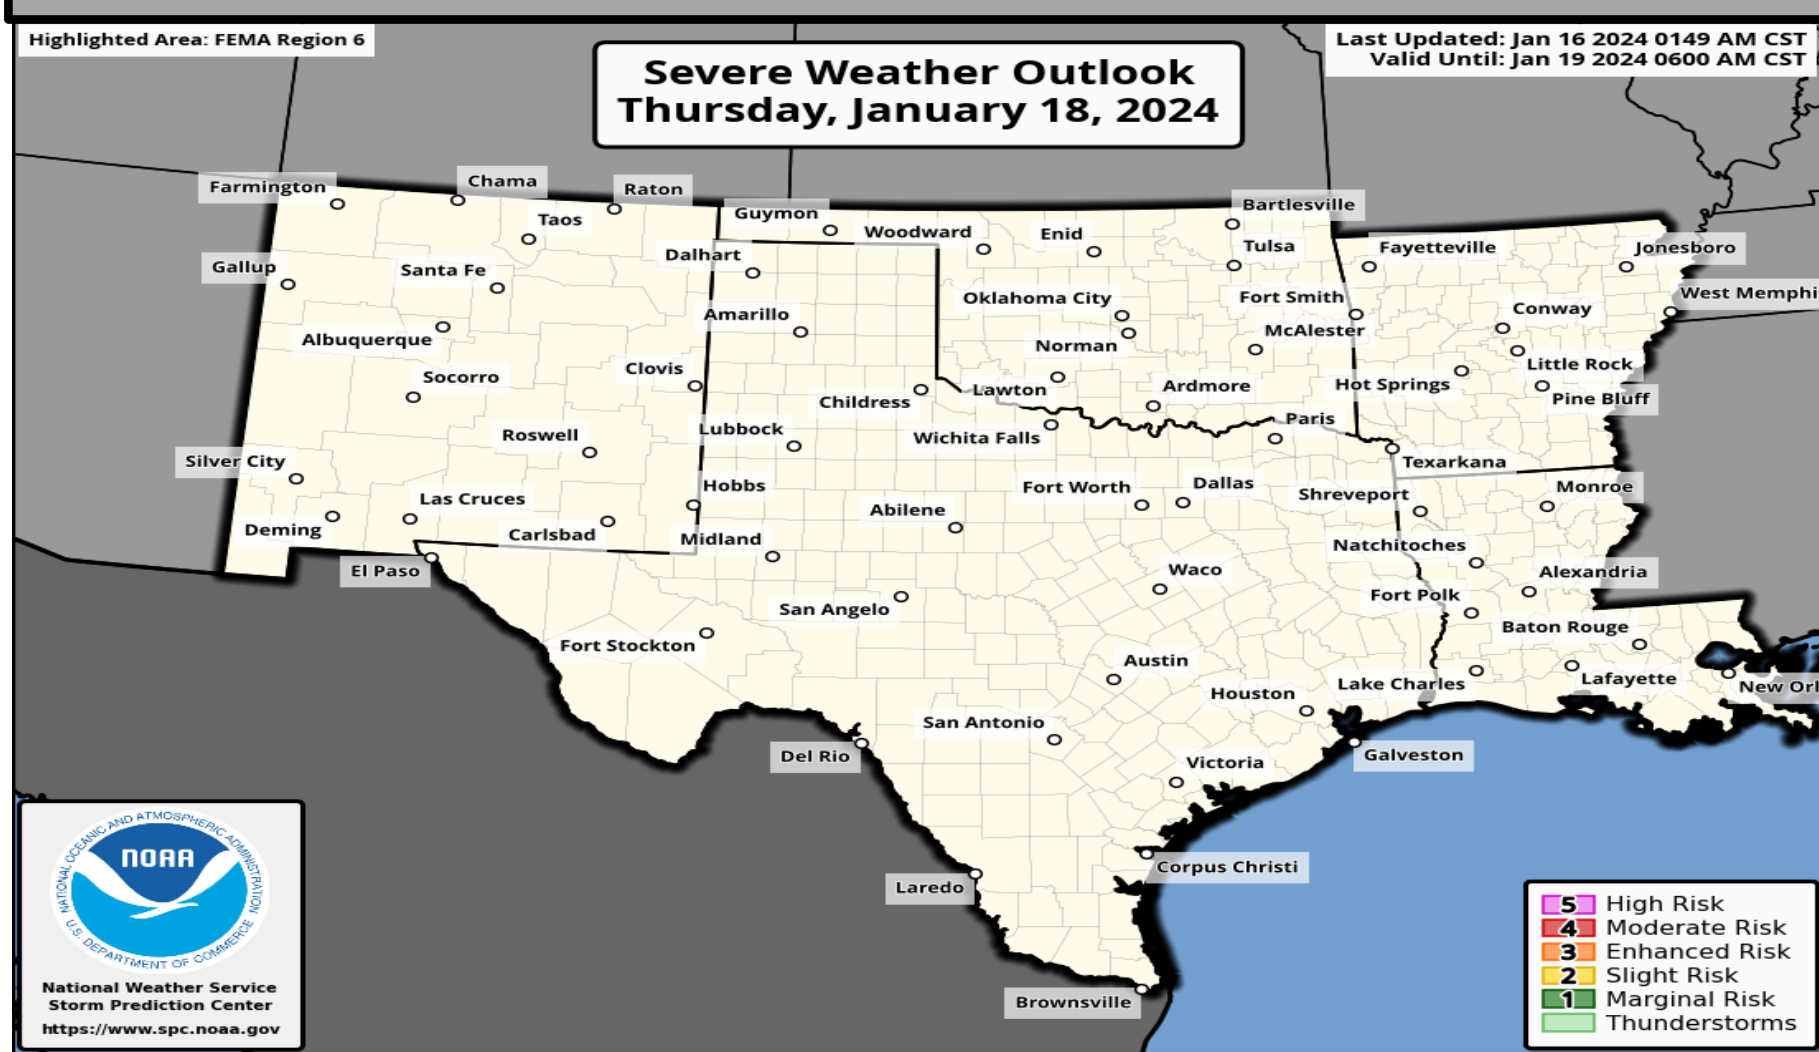 Highlighted Area: FEMA Region 6
Severe Weather Outlook
Thursday, January 18, 2024
Last Updated: Jan 16 2024 0149 AM CST
Valid Until: Jan 19 2024 0600 AM CST
Farmington
Chama
Raton
Taos
Guymon
Woodward
Enid
Bartlesville
Tulsa
Fayetteville
Jonesboro
Gallup
Santa Fe
Dalhart
Amarillo
Oklahoma City
Fort Smith
Conway
West Memphi
Albuquerque
Norman
McAlester
Little Rock
Socorro
Clovis
Childress
Lawton
Ardmore
Hot Springs
Pine Bluff
Roswell
Lubbock
Wichita Falls
Paris
Texarkana
Silver City
Las Cruces
Hobbs
Fort Worth
Dallas
Shreveport
Monroe
Deming
Carlsbad
Midland
Abilene
Natchitoches
El Paso
Waco
Alexandria
San Angelo
Fort Polk
Fort Stockton
Baton Rouge
Austin
Houston
Lake Charles
Lafayette
New Orl
San Antonio
Del Rio
Victoria
Galveston
Laredo
Corpus Christi
Brownsville
NATIONAL OCEANIC AND ATMOSPHERIC ADMINISTRATION
NOAA
U.S. DEPARTMENT OF COMMERCE
National Weather Service
Storm Prediction Center
https://www.spc.noaa.gov
5 High Risk
4 Moderate Risk
3 Enhanced Risk
2 Slight Risk
1 Marginal Risk
Thunderstorms